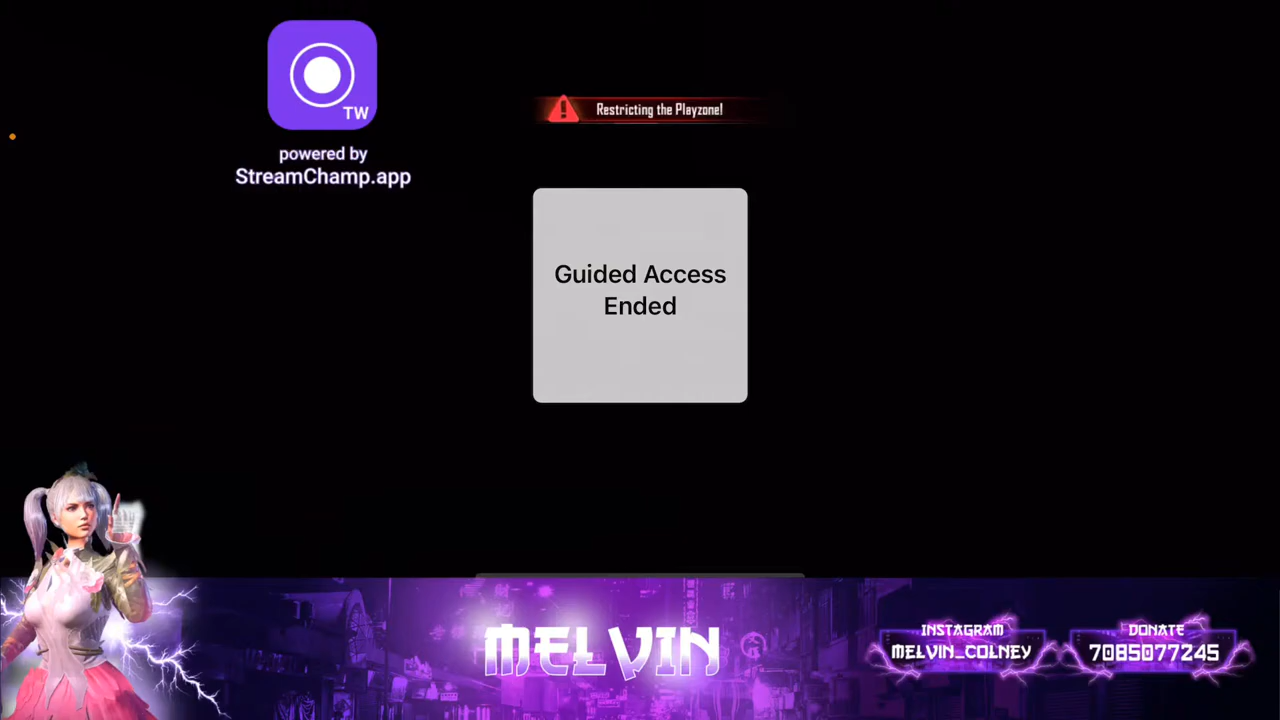 TW
powered by
StreamChamp.app
Restricting the Playzone!
Guided Access
Ended
MELVIN
INSTAGRAM
MELVIN_COLNEY
DONATE
7085077245